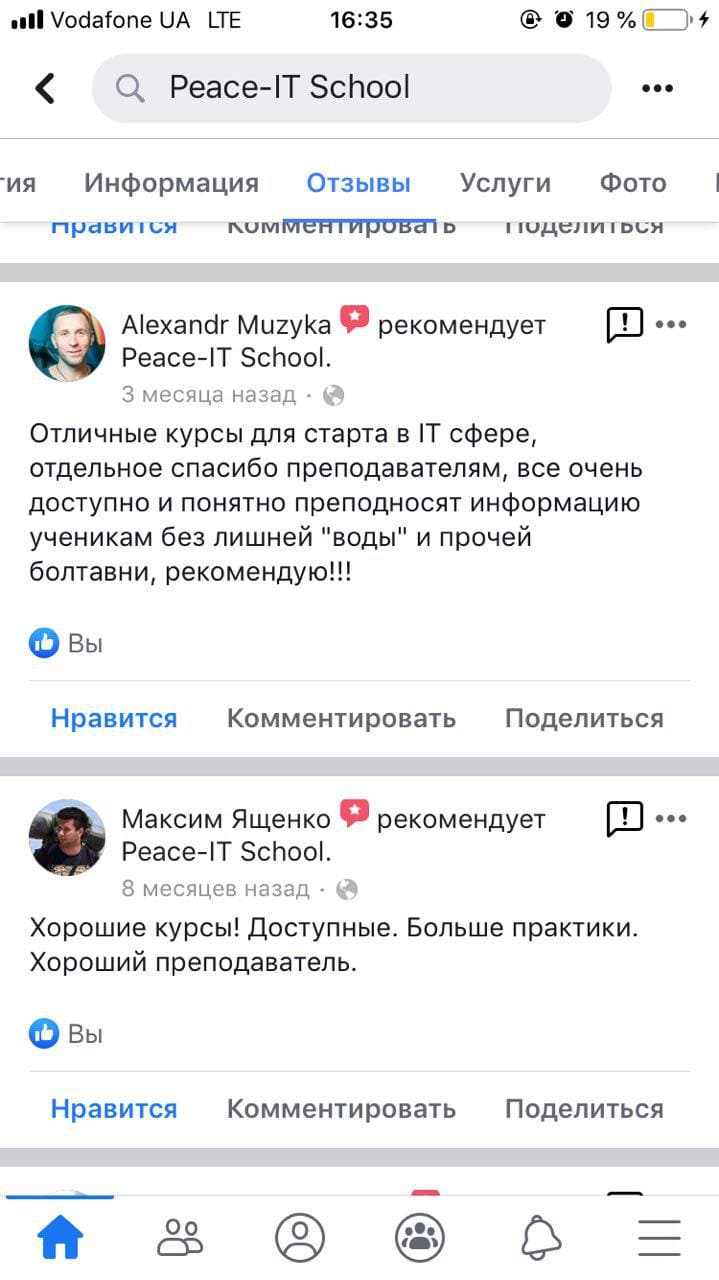 Vodafone UA LTE 16:35 19 %
Peace-IT School
гия Информация Отзывы Услуги Фото
Нравится Комментировать Поделиться
Alexandr Muzyka рекомендует
Peace-IT School.
3 месяца назад ·
Отличные курсы для старта в IT сфере,
отдельное спасибо преподавателям, все очень
доступно и понятно преподносят информацию
ученикам без лишней "воды" и прочей
болтавни, рекомендую!!!
Вы
Нравится Комментировать Поделиться
Максим Ященко рекомендует
Peace-IT School.
8 месяцев назад ·
Хорошие курсы! Доступные. Больше практики.
Хороший преподаватель.
Вы
Нравится Комментировать Поделиться